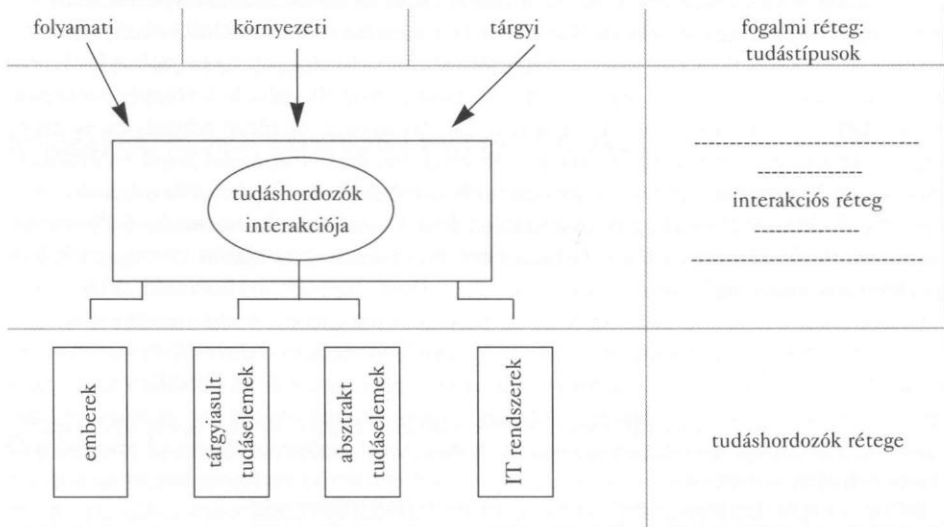 folyamati
környezeti
tárgyi
fogalmi réteg:
tudástípusok
tudáshordozók
interakciója
interakciós réteg
emberek
tárgyiasult
tudáselemek
absztrakt
tudáselemek
IT rendszerek
tudáshordozók rétege